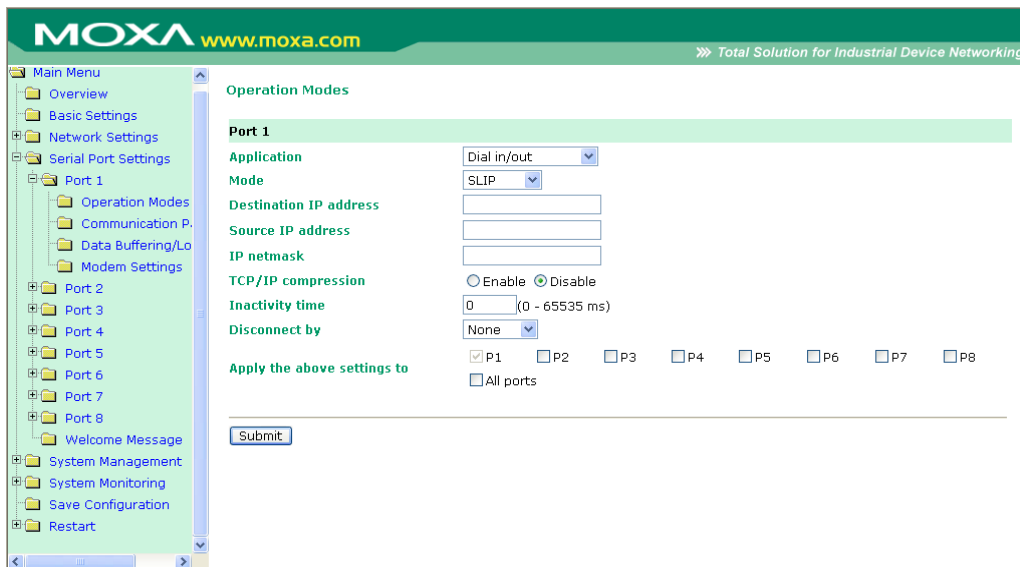 MOXA www.moxa.com
Total Solution for Industrial Device Networking
Main Menu
Overview
Basic Settings
Network Settings
Serial Port Settings
Port 1
Operation Modes
Communication P
Data Buffering/Lo
Modem Settings
Port 2
Port 3
Port 4
Port 5
Port 6
Port 7
Port 8
Welcome Message
System Management
System Monitoring
Save Configuration
Restart
Operation Modes
Port 1
Application Dial in/out
Mode SLIP
Destination IP address
Source IP address
IP netmask
TCP/IP compression Enable Disable
Inactivity time 0 (0 - 65535 ms)
Disconnect by None
Apply the above settings to P1 P2 P3 P4 P5 P6 P7 P8
All ports
Submit